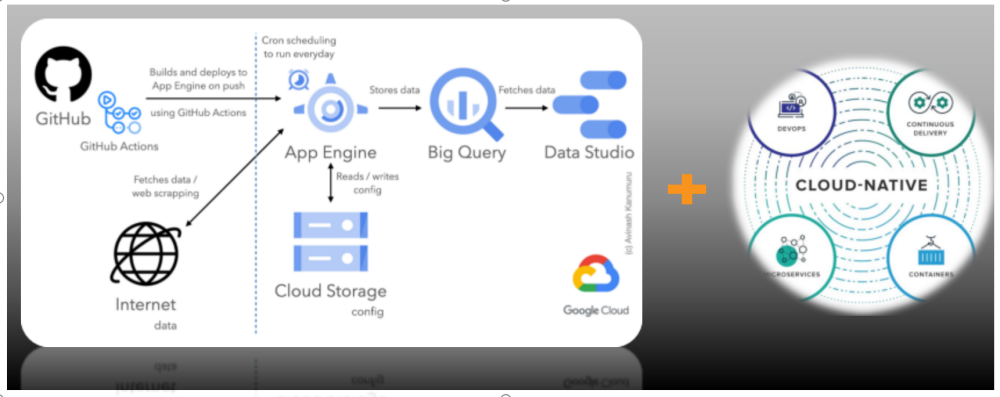 Cron scheduling
to run everyday
Builds and deploys to
App Engine on push
using GitHub Actions
GitHub
GitHub Actions
App Engine
Stores data
Big Query
Fetches data
Data Studio
Fetches data /
web scrapping
Reads / writes
config
Internet
data
Cloud Storage
config
(c) Avinash Kanumuru
Google Cloud
DEVOPS
CONTINUOUS
DELIVERY
CLOUD-NATIVE
MICROSERVICES
CONTAINERS